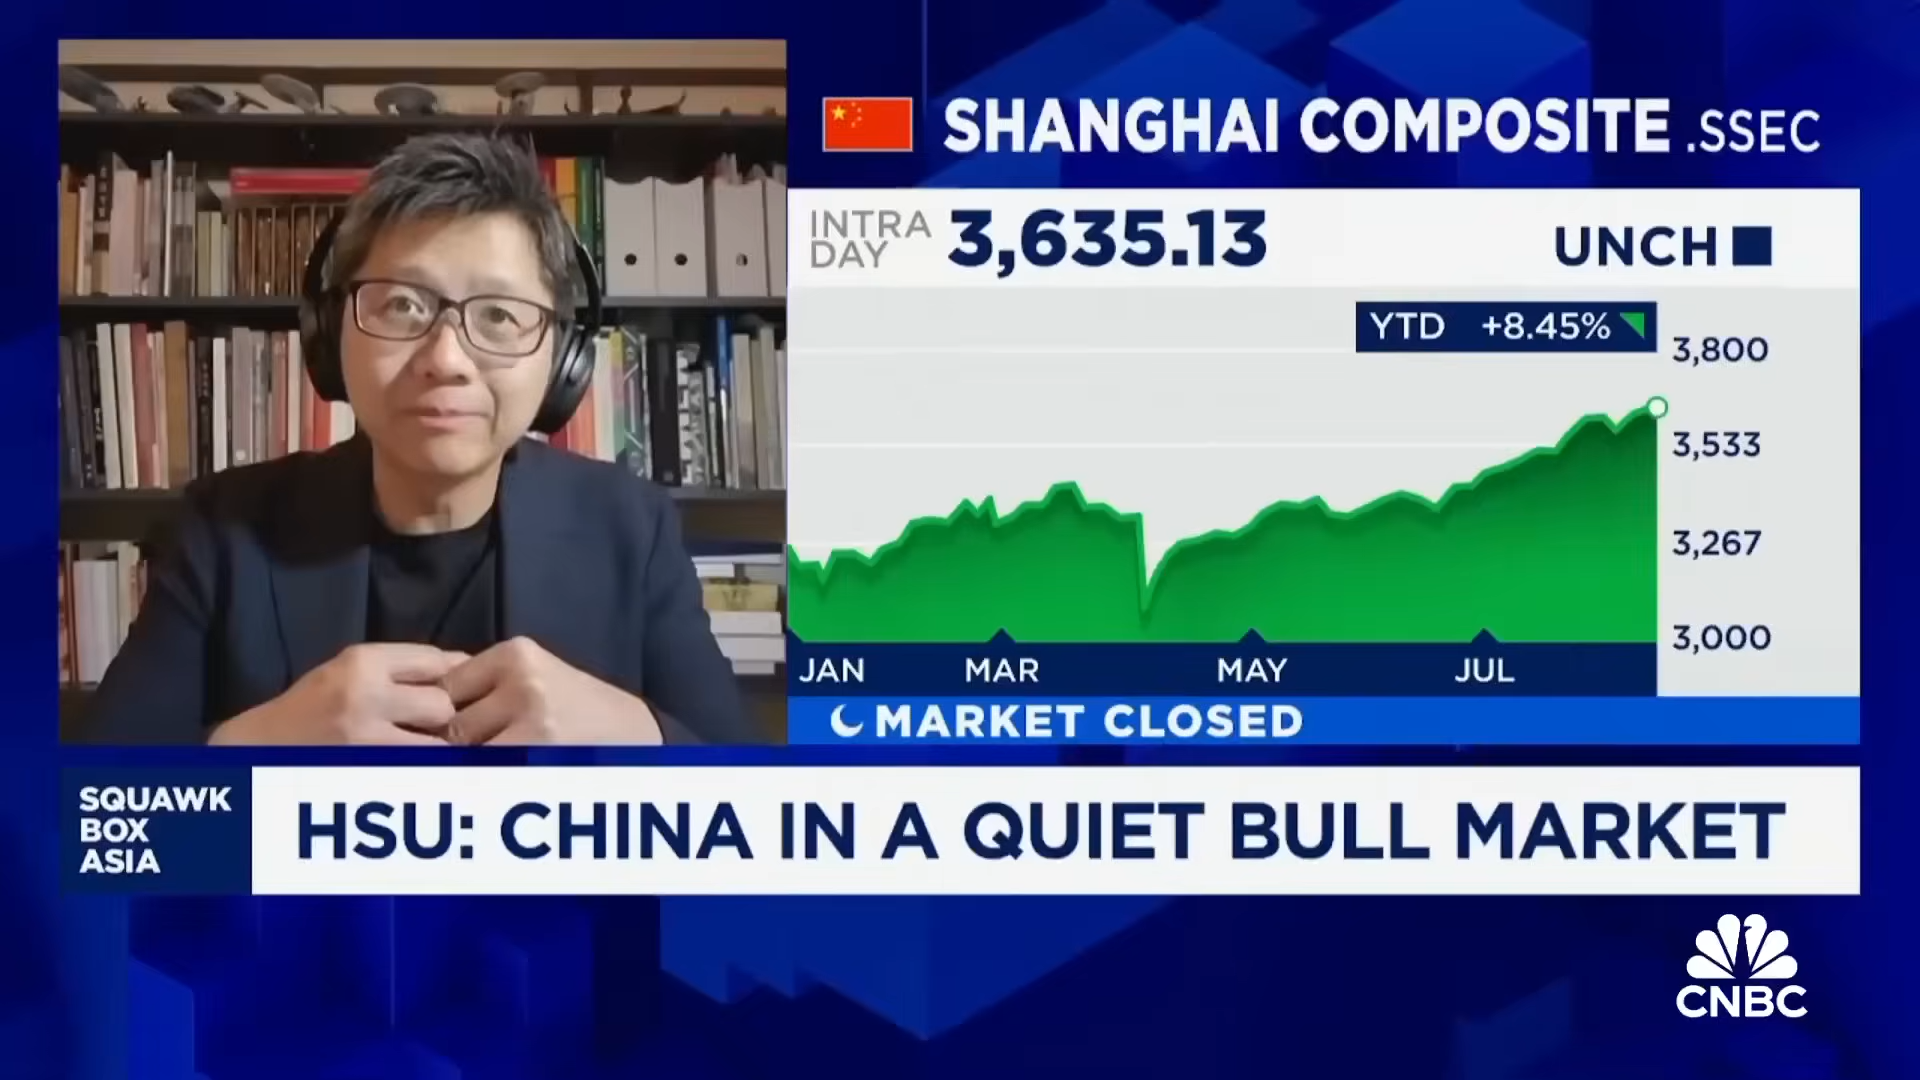 SHANGHAI COMPOSITE .SSEC
INTRA
DAY
3,635.13
UNCH
YTD +8.45%
3,800
3,533
3,267
3,000
JAN MAR MAY JUL
MARKET CLOSED
SQUAWK
BOX
ASIA
HSU: CHINA IN A QUIET BULL MARKET
CNBC